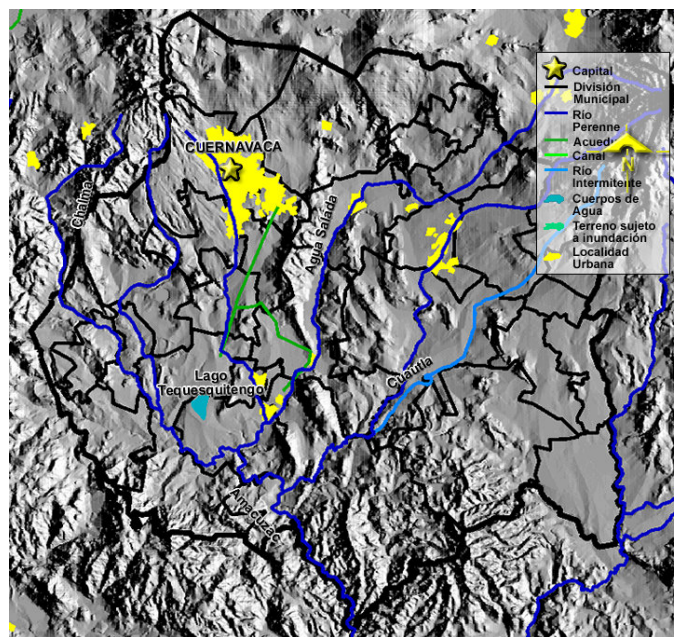 CUERNAVACA
Chalma
Agua Salada
Lago
Tequesquitengo
Cuautla
Amacuzac
Capital
División
Municipal
Río
Perenne
Acuedu
Canal
Río
Intermitente
Cuerpos de
Agua
Terreno sujeto
a inundación
Localidad
Urbana
N